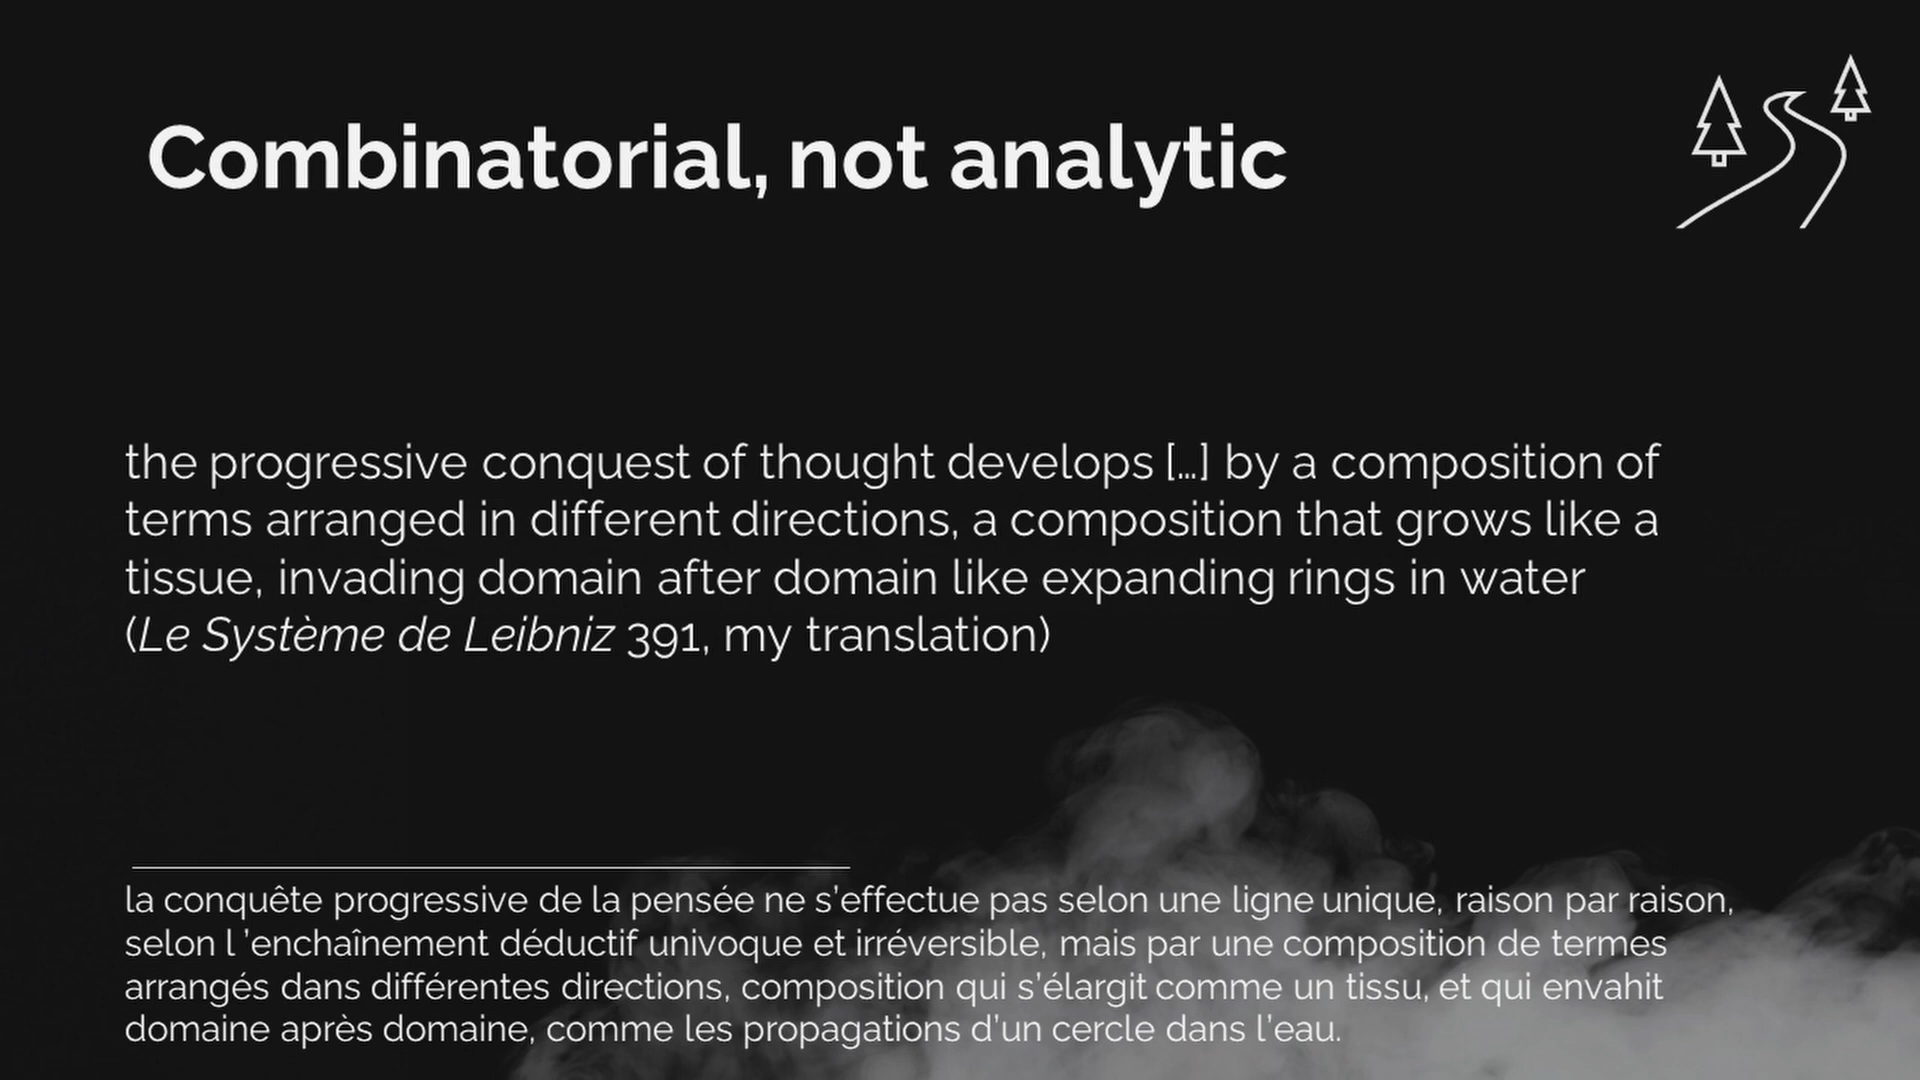 Combinatorial, not analytic
the progressive conquest of thought develops […] by a composition of
terms arranged in different directions, a composition that grows like a
tissue, invading domain after domain like expanding rings in water
(Le Système de Leibniz 391, my translation)
la conquête progressive de la pensée ne s’effectue pas selon une ligne unique, raison par raison,
selon l ’enchaînement déductif univoque et irréversible, mais par une composition de termes
arrangés dans différentes directions, composition qui s’élargit comme un tissu, et qui envahit
domaine après domaine, comme les propagations d’un cercle dans l’eau.